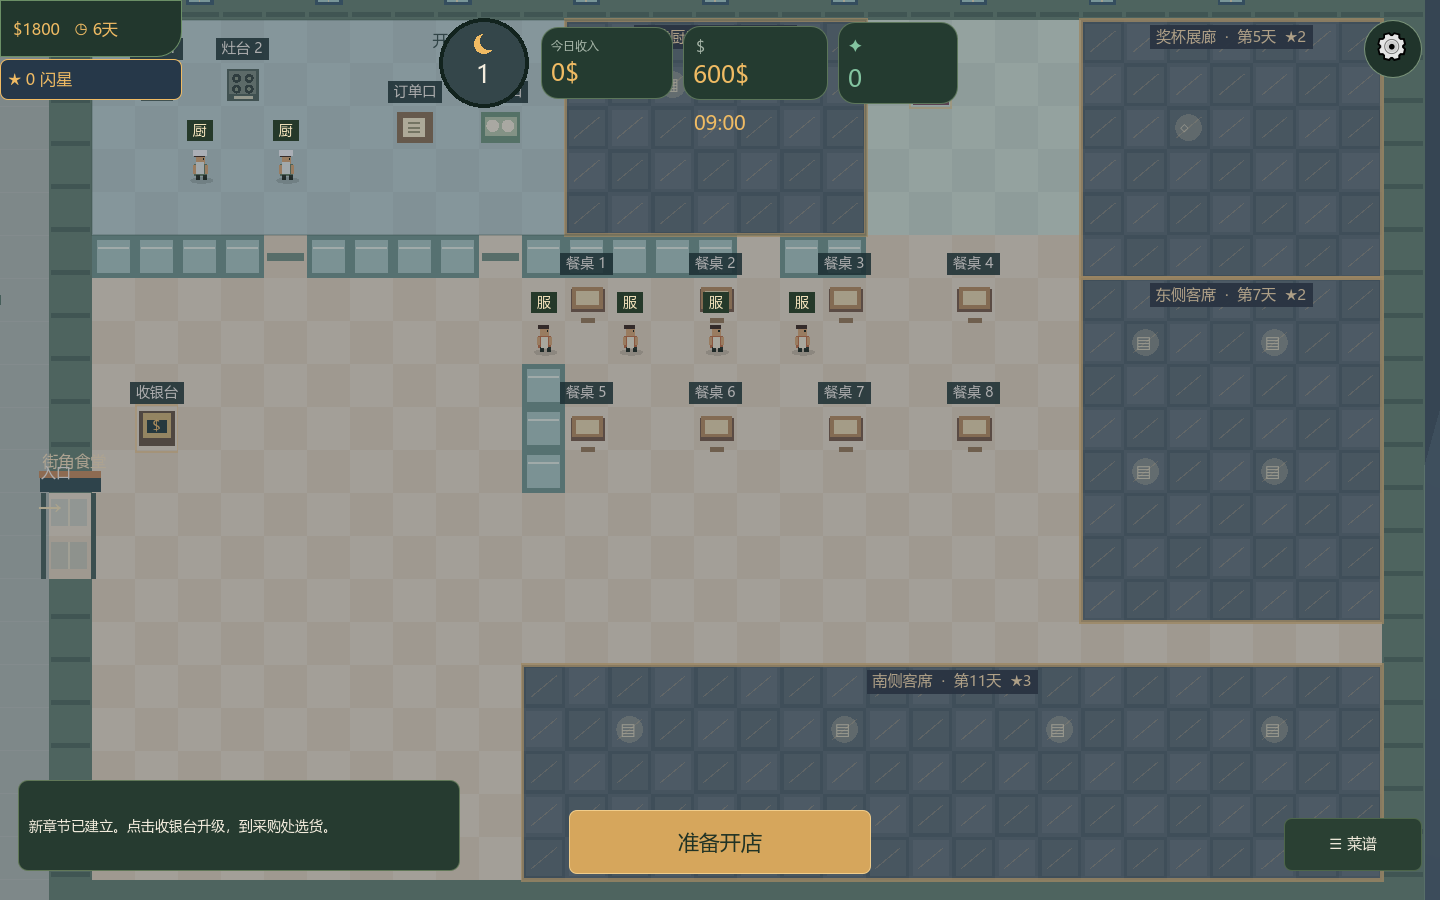 $1800 ◷ 6天
★ 0 闪星
灶台 2
订单口
厨
厨
1
今日收入
0$
$
600$
✦
0
09:00
奖杯展廊 · 第5天 ★2
餐桌 1
餐桌 2
餐桌 3
餐桌 4
服
服
服
服
东侧客席 · 第7天 ★2
收银台
$
餐桌 5
餐桌 6
餐桌 7
餐桌 8
入口
南侧客席 · 第11天 ★3
新章节已建立。点击收银台升级，到采购处选货。
准备开店
☰ 菜谱